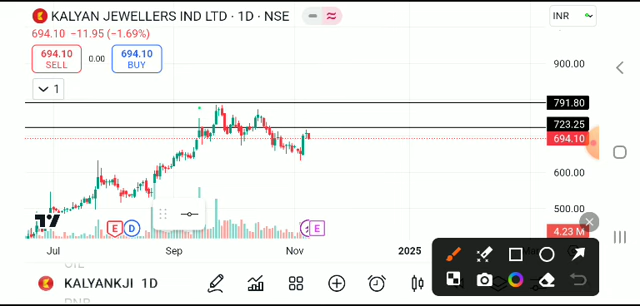 KALYAN JEWELLERS IND LTD · 1D · NSE
INR
694.10 −11.95 (−1.69%)
694.10
SELL
0.00
694.10
BUY
1
900.00
791.80
723.25
694.10
600.00
500.00
4.23 M
E
D
E
Jul
Sep
Nov
2025
KALYANKJI 1D